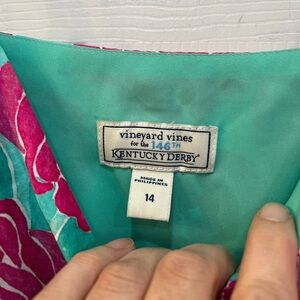 vineyard vines
for the 146TH
KENTUCKY DERBY®
MADE IN
PHILIPPINES
14